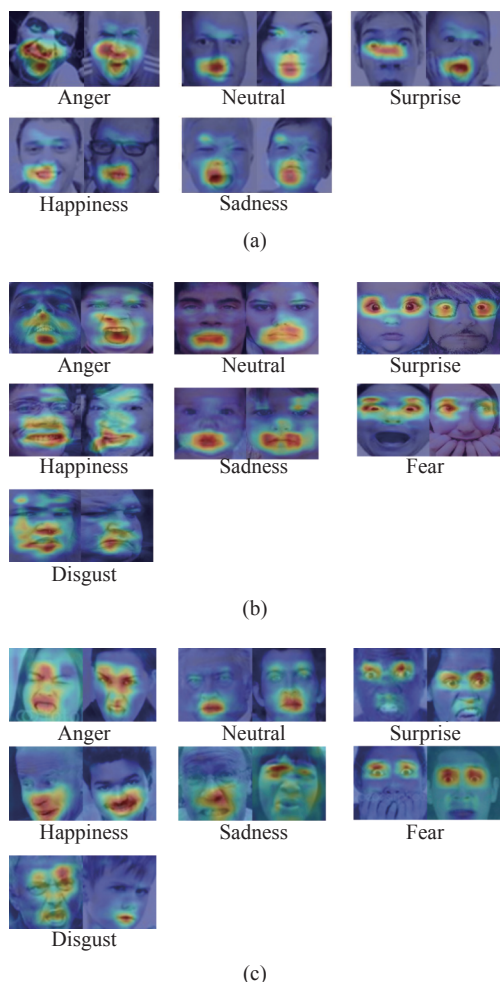 Anger Neutral Surprise
Happiness Sadness
(a)
Anger Neutral Surprise
Happiness Sadness Fear
Disgust
(b)
Anger Neutral Surprise
Happiness Sadness Fear
Disgust
(c)